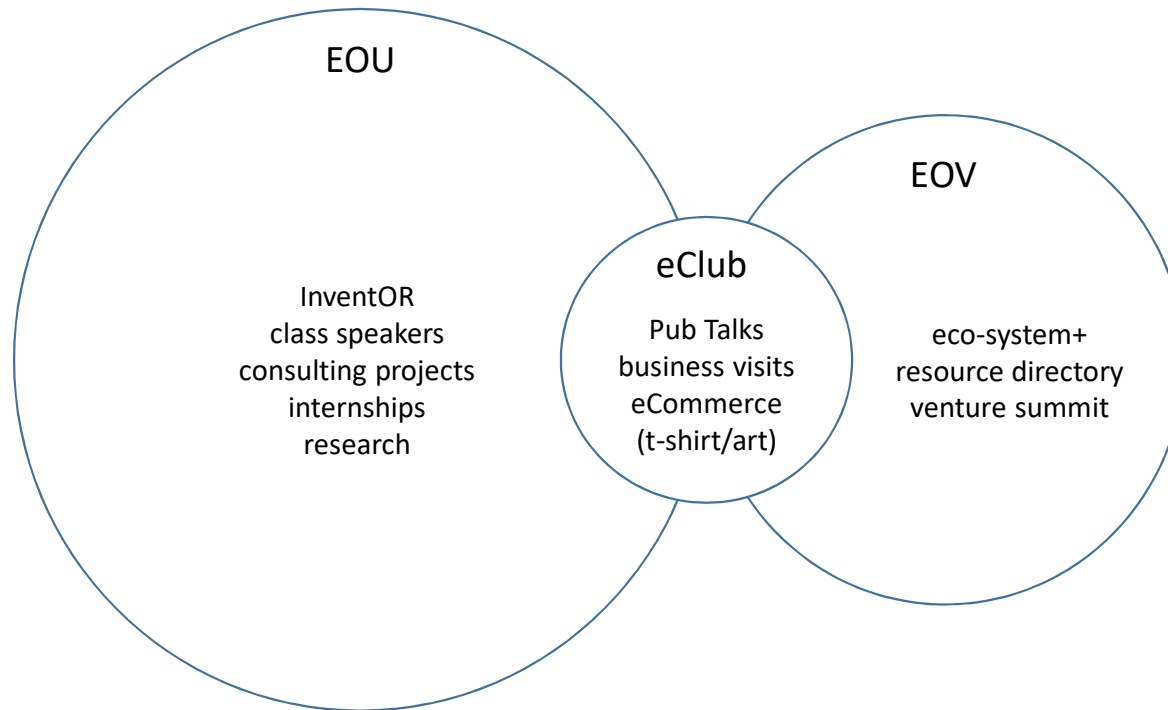 EOU
InventOR
class speakers
consulting projects
internships
research
eClub
Pub Talks
business visits
eCommerce
(t-shirt/art)
EOV
eco-system+
resource directory
venture summit